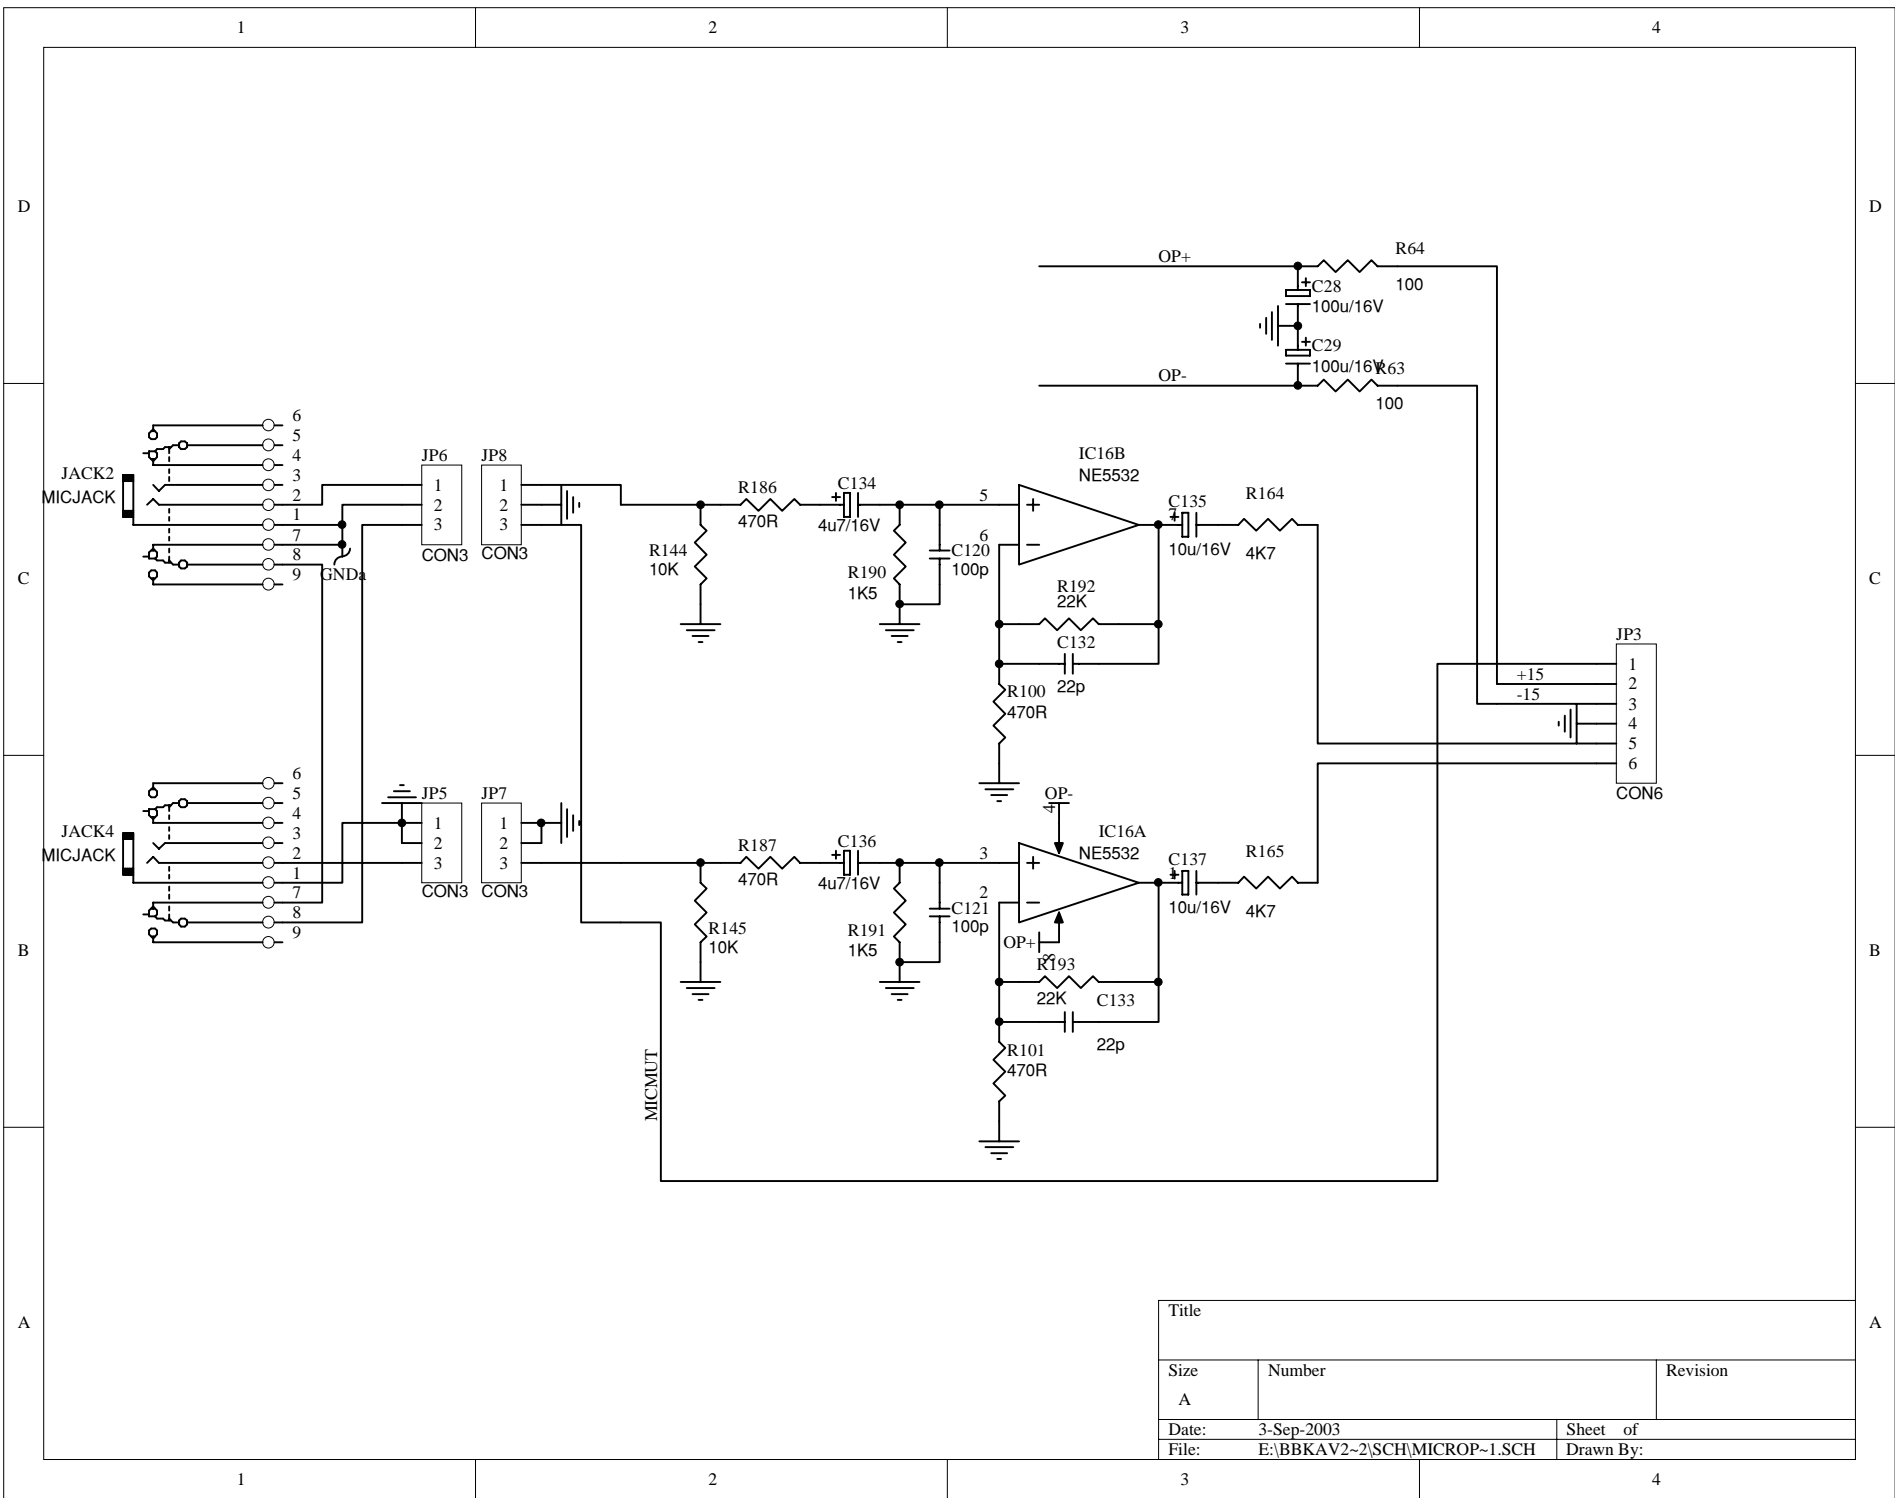 1 2 3 4
D D
OP+
R64
100
+
C28
100u/16V
+
C29
100u/16V
OP-
R63
100
JACK2
MICJACK
6
5
4
3
2
1
7
8
9
GNDa
JP6
1
2
3
CON3
JP8
1
2
3
CON3
R144
10K
R186
470R
+
C134
4u7/16V
R190
1K5
C120
100p
IC16B
NE5532
5
6
+
−
7
R192
22K
C132
22p
R100
470R
+
C135
10u/16V
R164
4K7
C C
JP3
+15
-15
1
2
3
4
5
6
CON6
JACK4
MICJACK
6
5
4
3
2
1
7
8
9
JP5
1
2
3
CON3
JP7
1
2
3
CON3
R145
10K
R187
470R
+
C136
4u7/16V
R191
1K5
C121
100p
OP-
4
IC16A
NE5532
3
2
+
−
1
OP+
8
R193
22K
C133
22p
R101
470R
+
C137
10u/16V
R165
4K7
B B
MICMUT
A A
Title
Size
A
Number
Revision
Date: 3-Sep-2003
Sheet of
File: E:\BBKAV2~2\SCH\MICROP~1.SCH
Drawn By:
1 2 3 4